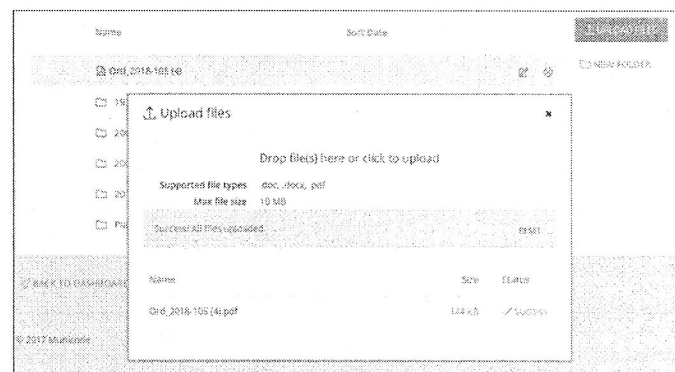 Name Sort Date
Ord_2018-105 (4)
NEW FOLDER
Upload files
Drop file(s) here or click to upload
Supported file types .doc, .docx, .pdf
Max file size 10 MB
Success! All files uploaded. RESET
BACK TO DASHBOARD
Name Size Status
Ord_2018-105 (4).pdf Success
© 2017 Municode